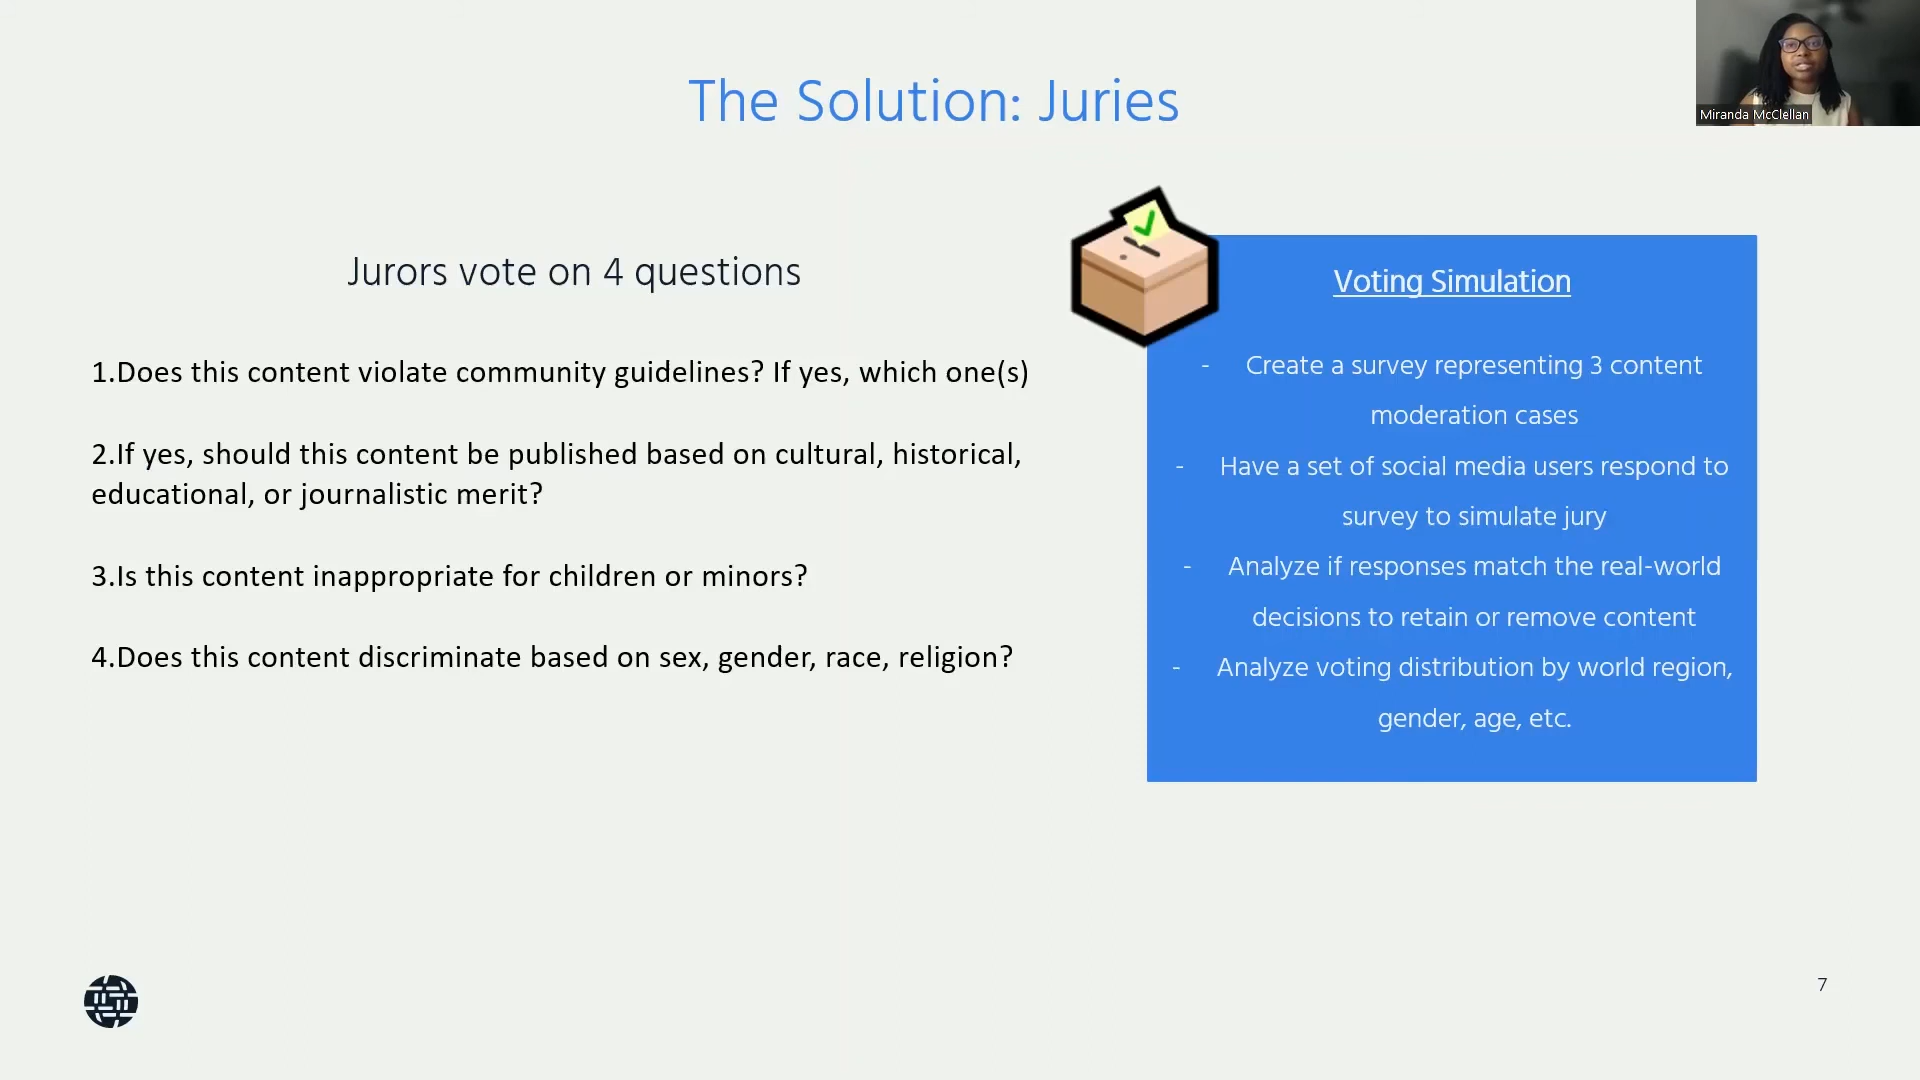 The Solution: Juries
Miranda McClellan
Jurors vote on 4 questions
1.Does this content violate community guidelines? If yes, which one(s)
2.If yes, should this content be published based on cultural, historical,
educational, or journalistic merit?
3.Is this content inappropriate for children or minors?
4.Does this content discriminate based on sex, gender, race, religion?
Voting Simulation
- Create a survey representing 3 content
moderation cases
- Have a set of social media users respond to
survey to simulate jury
- Analyze if responses match the real-world
decisions to retain or remove content
- Analyze voting distribution by world region,
gender, age, etc.
7